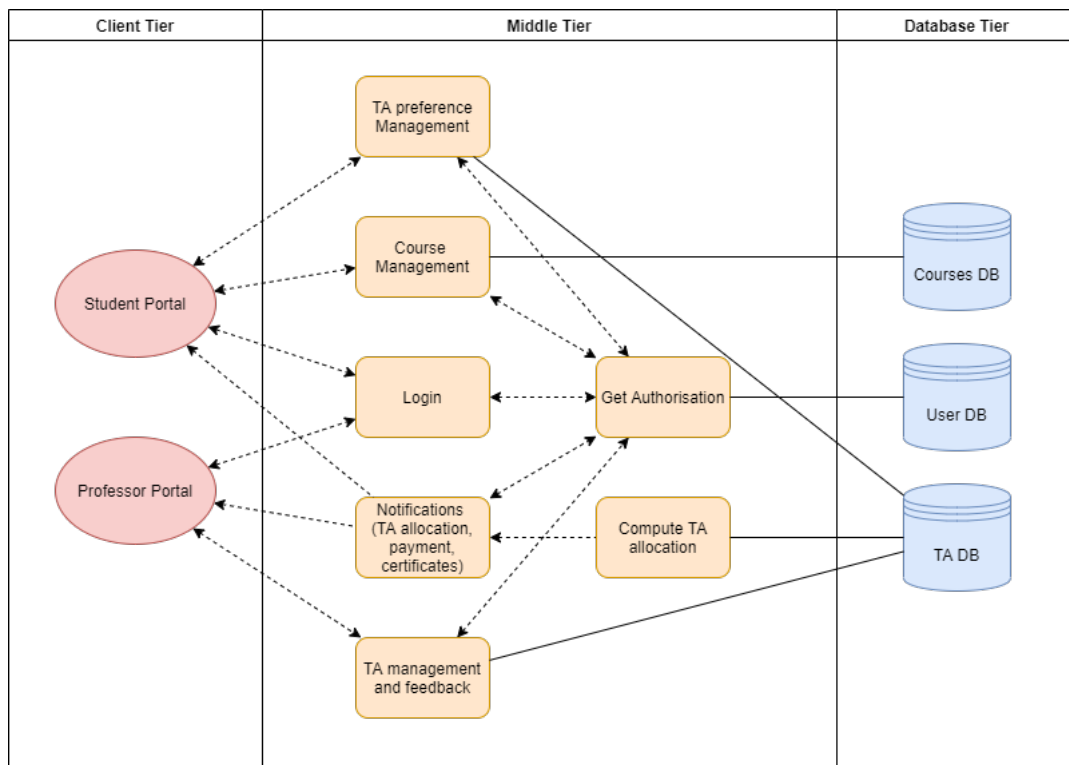 Client Tier
Middle Tier
Database Tier
TA preference
Management
Course
Management
Courses DB
Student Portal
Login
Get Authorisation
User DB
Professor Portal
Notifications
(TA allocation,
payment,
certificates)
Compute TA
allocation
TA DB
TA management
and feedback